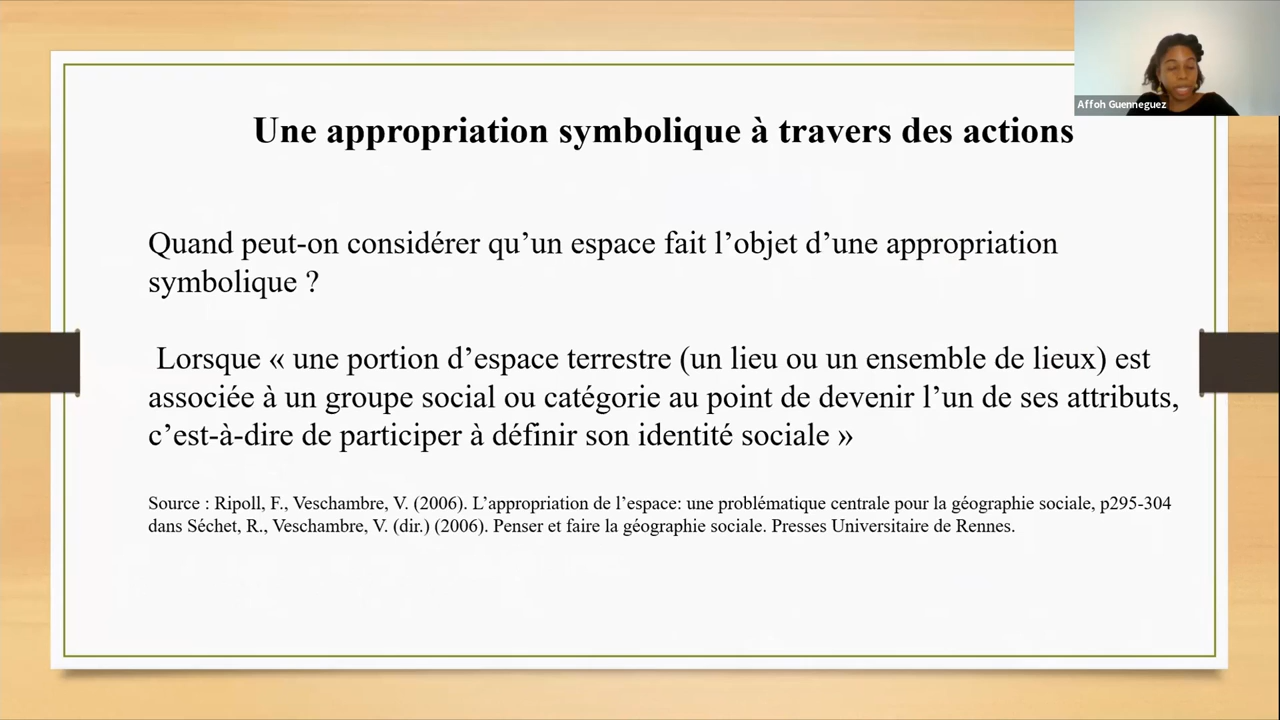 Affoh Guenneguez
Une appropriation symbolique à travers des actions
Quand peut-on considérer qu’un espace fait l’objet d’une appropriation
symbolique ?
Lorsque « une portion d’espace terrestre (un lieu ou un ensemble de lieux) est
associée à un groupe social ou catégorie au point de devenir l’un de ses attributs,
c’est-à-dire de participer à définir son identité sociale »
Source : Ripoll, F., Veschambre, V. (2006). L’appropriation de l’espace: une problématique centrale pour la géographie sociale, p295-304
dans Séchet, R., Veschambre, V. (dir.) (2006). Penser et faire la géographie sociale. Presses Universitaire de Rennes.